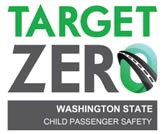 TARGET
ZERO
WASHINGTON STATE
CHILD PASSENGER SAFETY